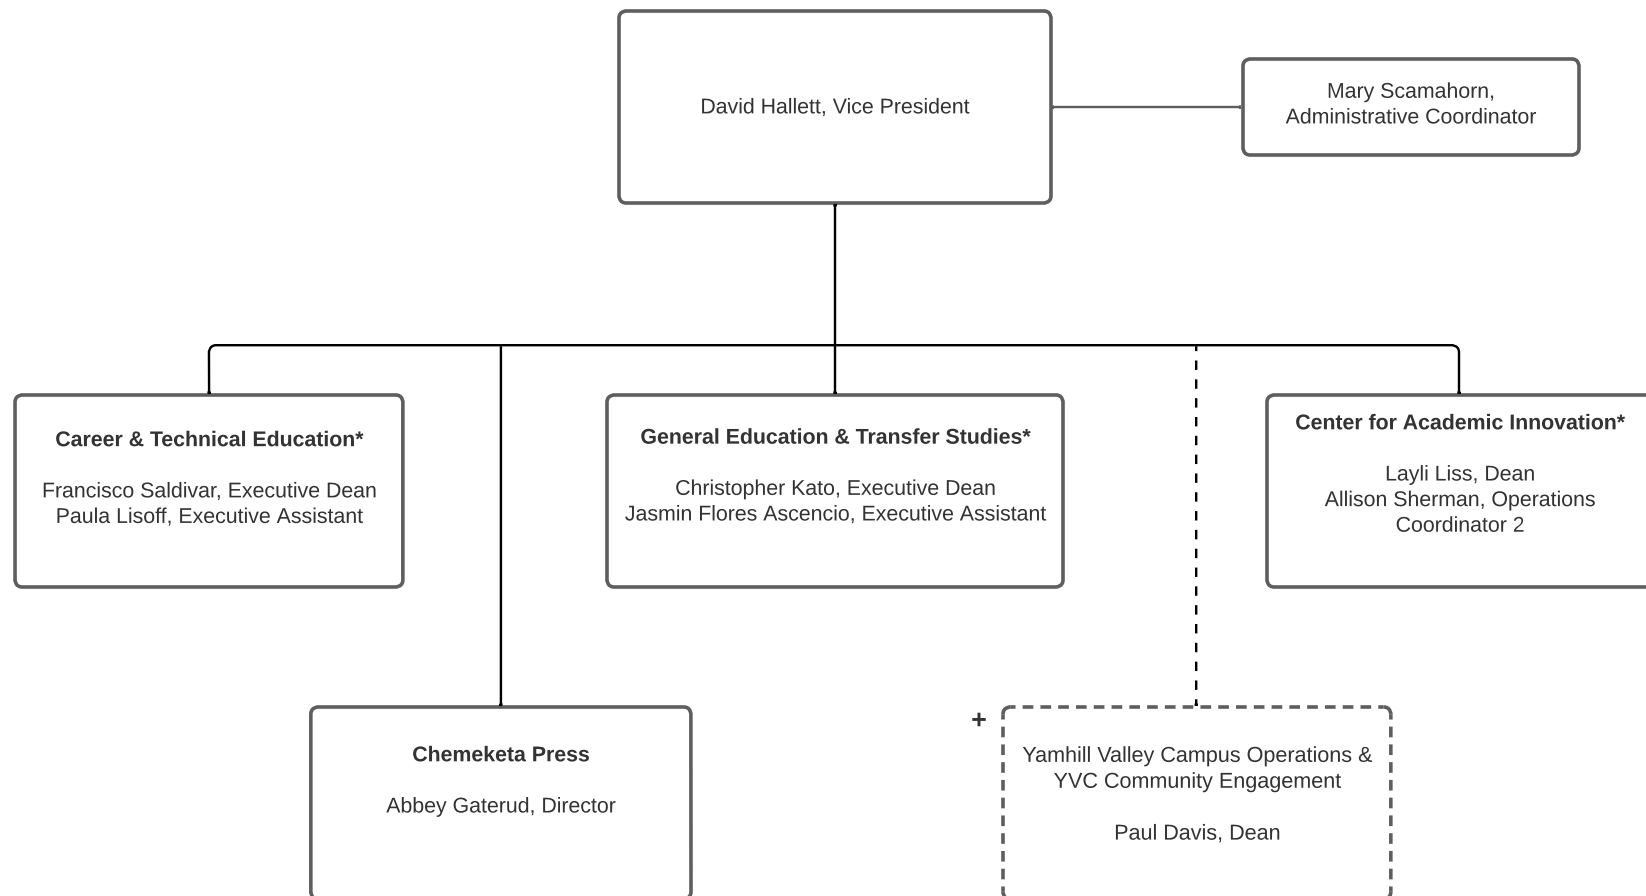 David Hallett, Vice President
Mary Scamahorn,
Administrative Coordinator
Career & Technical Education*
Francisco Saldivar, Executive Dean
Paula Lisoff, Executive Assistant
General Education & Transfer Studies*
Christopher Kato, Executive Dean
Jasmin Flores Ascencio, Executive Assistant
Center for Academic Innovation*
Layli Liss, Dean
Allison Sherman, Operations
Coordinator 2
Chemeketa Press
Abbey Gaterud, Director
+
Yamhill Valley Campus Operations &
YVC Community Engagement
Paul Davis, Dean